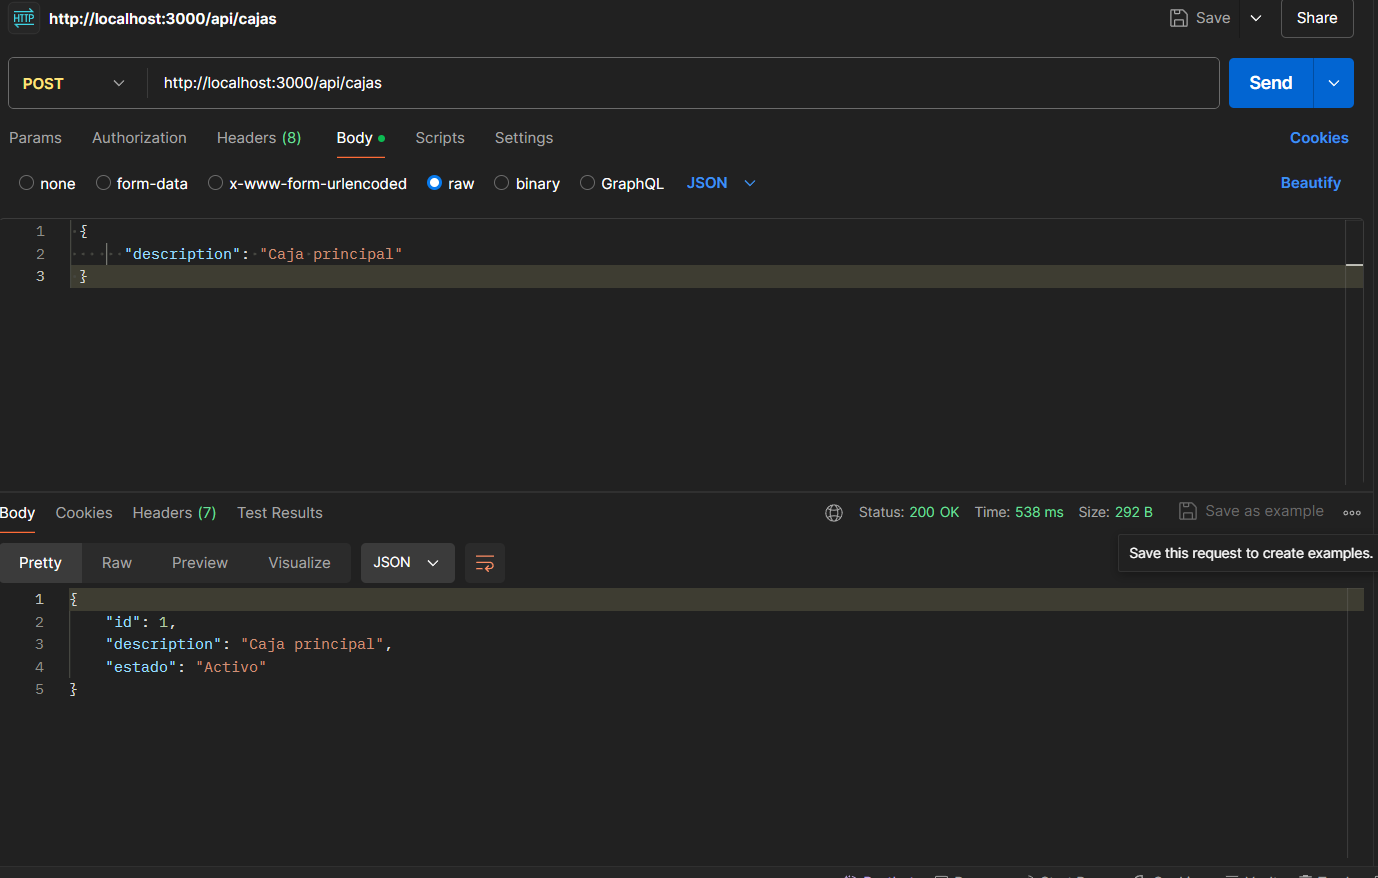 HTTP http://localhost:3000/api/cajas Save Share
POST http://localhost:3000/api/cajas Send
Params Authorization Headers (8) Body Scripts Settings Cookies
none form-data x-www-form-urlencoded raw binary GraphQL JSON Beautify
1 {
2 "description": "Caja principal"
3 }
Body Cookies Headers (7) Test Results Status: 200 OK Time: 538 ms Size: 292 B Save as example
Save this request to create examples.
Pretty Raw Preview Visualize JSON
1 {
2 "id": 1,
3 "description": "Caja principal",
4 "estado": "Activo"
5 }